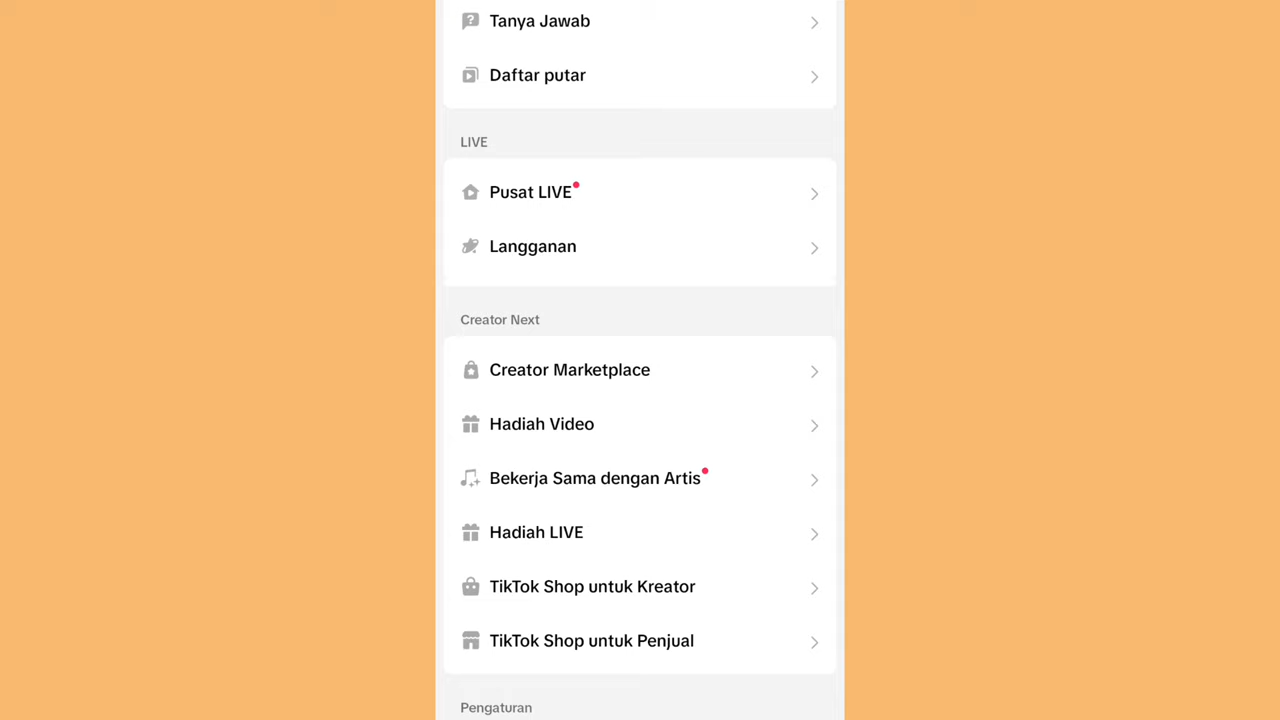 Tanya Jawab
Daftar putar
LIVE
Pusat LIVE
Langganan
Creator Next
Creator Marketplace
Hadiah Video
Bekerja Sama dengan Artis
Hadiah LIVE
TikTok Shop untuk Kreator
TikTok Shop untuk Penjual
Pengaturan